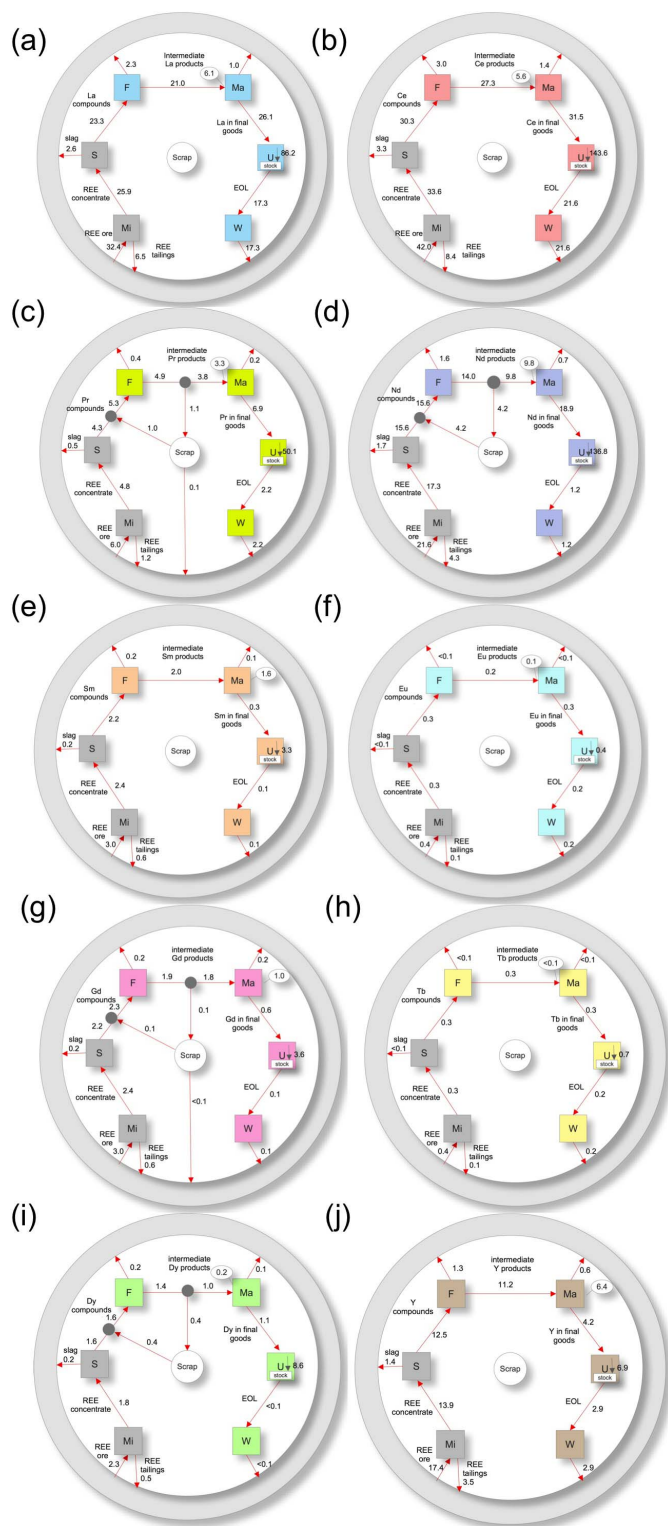 (a)
2.3
Intermediate
La products
6.1
1.0
F
21.0
Ma
La
compounds
23.3
26.1
La in final
goods
slag
2.6
S
Scrap
U
86.2
stock
REE
concentrate
25.9
EOL
17.3
Mi
W
REE ore
32.4
6.5
REE
tailings
17.3
(b)
3.0
Intermediate
Ce products
5.6
1.4
F
27.3
Ma
Ce
compounds
30.3
31.5
Ce in final
goods
slag
3.3
S
Scrap
U
143.6
stock
REE
concentrate
33.6
EOL
21.6
Mi
W
REE ore
42.0
8.4
REE
tailings
21.6
(c)
0.4
intermediate
Pr products
3.3
0.2
F
4.9
3.8
Ma
Pr
compounds
5.3
4.3
1.0
1.1
6.9
Pr in final
goods
slag
0.5
S
Scrap
U
50.1
stock
REE
concentrate
4.8
0.1
EOL
2.2
Mi
W
REE
ore
6.0
REE
tailings
1.2
2.2
(d)
1.6
intermediate
Nd products
9.8
0.7
F
14.0
9.8
Ma
Nd
compounds
15.6
15.6
4.2
4.2
18.9
Nd in final
goods
slag
1.7
S
Scrap
U
136.8
stock
REE
concentrate
17.3
EOL
1.2
Mi
W
REE
ore
21.6
REE
tailings
4.3
1.2
(e)
0.2
intermediate
Sm products
0.1
F
2.0
Ma
1.6
Sm
compounds
2.2
0.3
Sm in final
goods
slag
0.2
S
Scrap
U
3.3
stock
REE
concentrate
2.4
EOL
0.1
Mi
W
REE
ore
3.0
REE
tailings
0.6
0.1
(f)
<0.1
intermediate
Eu products
0.1
<0.1
F
0.2
Ma
Eu
compounds
0.3
0.3
Eu in final
goods
slag
<0.1
S
Scrap
U
0.4
stock
REE
concentrate
0.3
EOL
0.2
Mi
W
REE
ore
0.4
REE
tailings
0.1
0.2
(g)
0.2
intermediate
Gd products
0.2
F
1.9
1.8
Ma
1.0
Gd
compounds
2.3
2.2
0.1
0.1
0.6
Gd in final
goods
slag
0.2
S
Scrap
U
3.6
stock
REE
concentrate
2.4
<0.1
EOL
0.1
Mi
W
REE
ore
3.0
REE
tailings
0.6
0.1
(h)
<0.1
intermediate
Tb products
<0.1
<0.1
F
0.3
Ma
Tb
compounds
0.3
0.3
Tb in final
goods
slag
<0.1
S
Scrap
U
0.7
stock
REE
concentrate
0.3
EOL
0.2
Mi
W
REE
ore
0.4
REE
tailings
0.1
0.2
(i)
0.2
intermediate
Dy products
0.2
0.1
F
1.4
1.0
Ma
Dy
compounds
1.6
1.6
0.4
0.4
1.1
Dy in final
goods
slag
0.2
S
Scrap
U
8.6
stock
REE
concentrate
1.8
EOL
<0.1
Mi
W
REE
ore
2.3
REE
tailings
0.5
<0.1
(j)
1.3
intermediate
Y products
0.6
F
11.2
Ma
6.4
Y
compounds
12.5
4.2
Y in final
goods
slag
1.4
S
Scrap
U
6.9
stock
REE
concentrate
13.9
EOL
2.9
Mi
W
REE
ore
17.4
REE
tailings
3.5
2.9